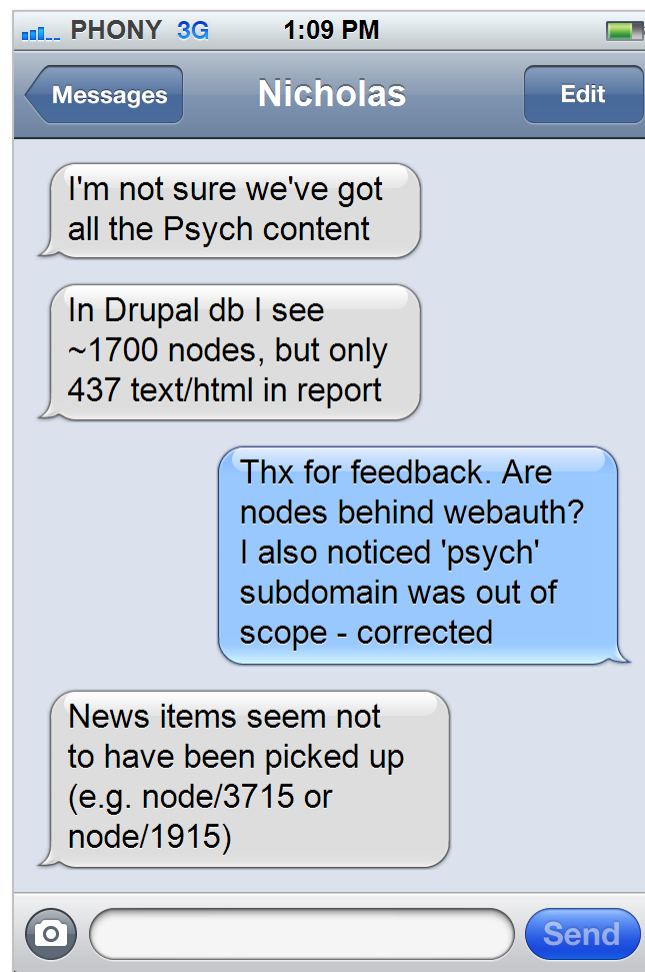 PHONY 3G 1:09 PM
Messages Nicholas Edit
I'm not sure we've got
all the Psych content
In Drupal db I see
~1700 nodes, but only
437 text/html in report
Thx for feedback. Are
nodes behind webauth?
I also noticed 'psych'
subdomain was out of
scope - corrected
News items seem not
to have been picked up
(e.g. node/3715 or
node/1915)
Send